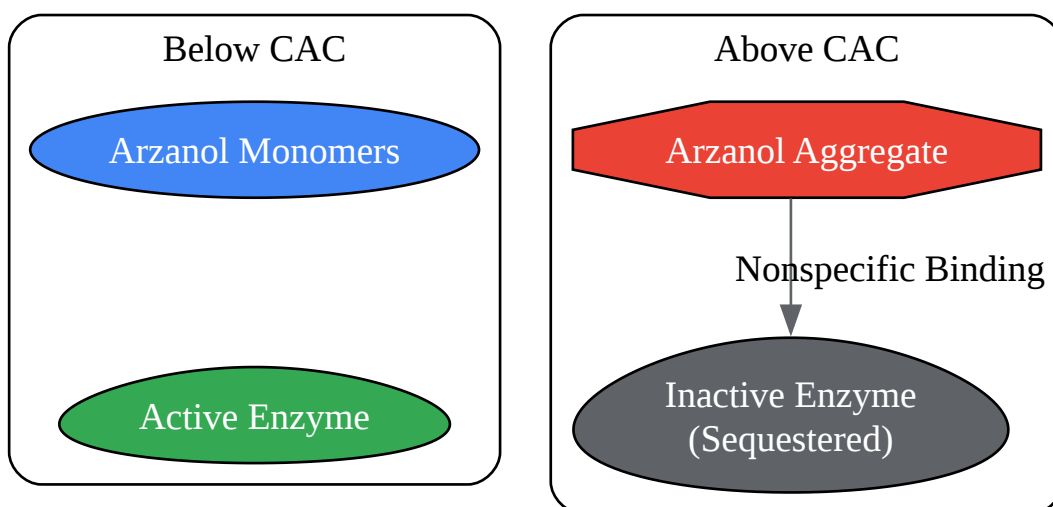 Below CAC
Arzanol Monomers
Active Enzyme
Above CAC
Arzanol Aggregate
Nonspecific Binding
Inactive Enzyme
(Sequestered)